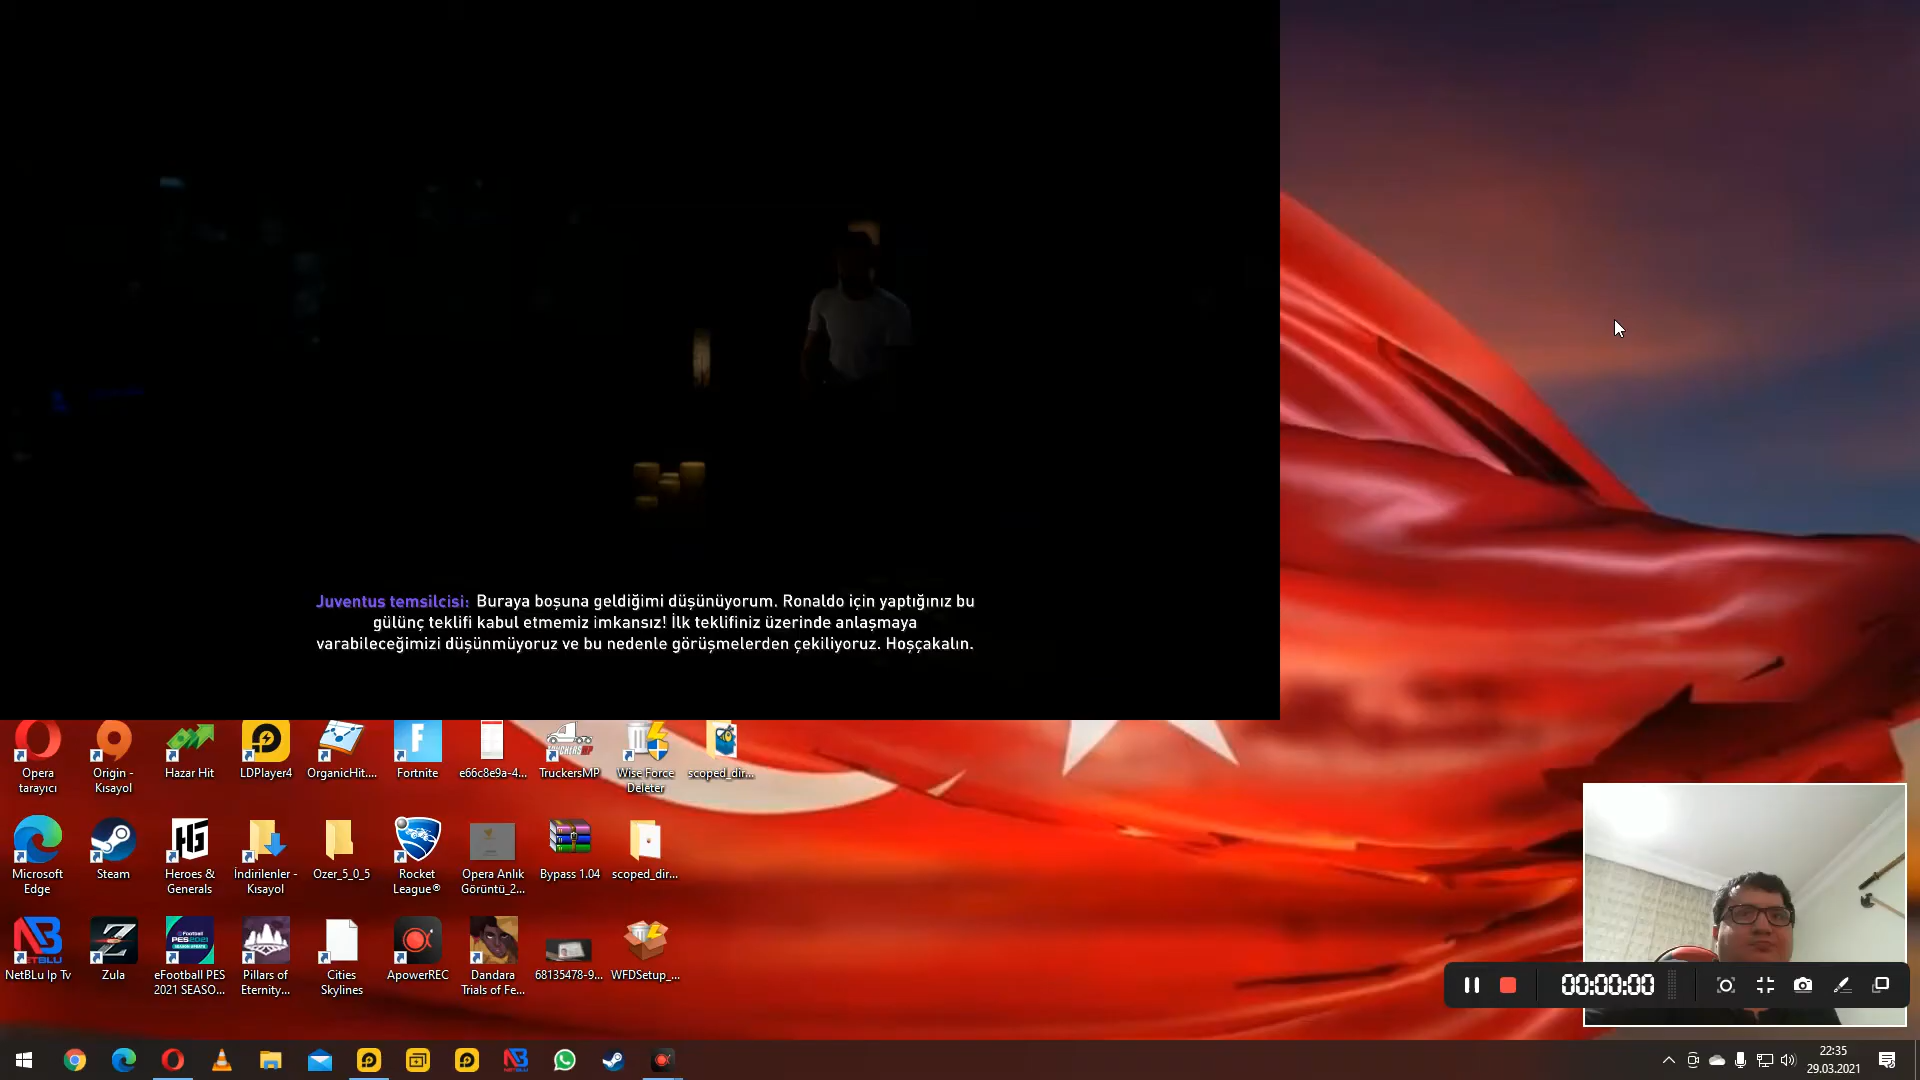 Juventus temsilcisi: Buraya boşuna geldiğimi düşünüyorum. Ronaldo için yaptığınız bu
gülünç teklifi kabul etmemiz imkansız! İlk teklifiniz üzerinde anlaşmaya
varabileceğimizi düşünmüyoruz ve bu nedenle görüşmelerden çekiliyoruz. Hoşçakalın.
Opera
tarayıcı
Origin -
Kısayol
Hazar Hit
LDPlayer4
OrganicHit....
Fortnite
e66c8e9a-4...
TruckersMP
Wise Force
Deleter
scoped_dir...
Microsoft
Edge
Steam
Heroes &
Generals
İndirilenler -
Kısayol
Ozer_5_0_5
Rocket
League®
Opera Anlık
Görüntü_2...
Bypass 1.04
scoped_dir...
NetBLu Ip Tv
Zula
eFootball PES
2021 SEASO...
Pillars of
Eternity...
Cities
Skylines
ApowerREC
Dandara
Trials of Fe...
68135478-9...
WFDSetup_...
00:00:00
22:35
29.03.2021